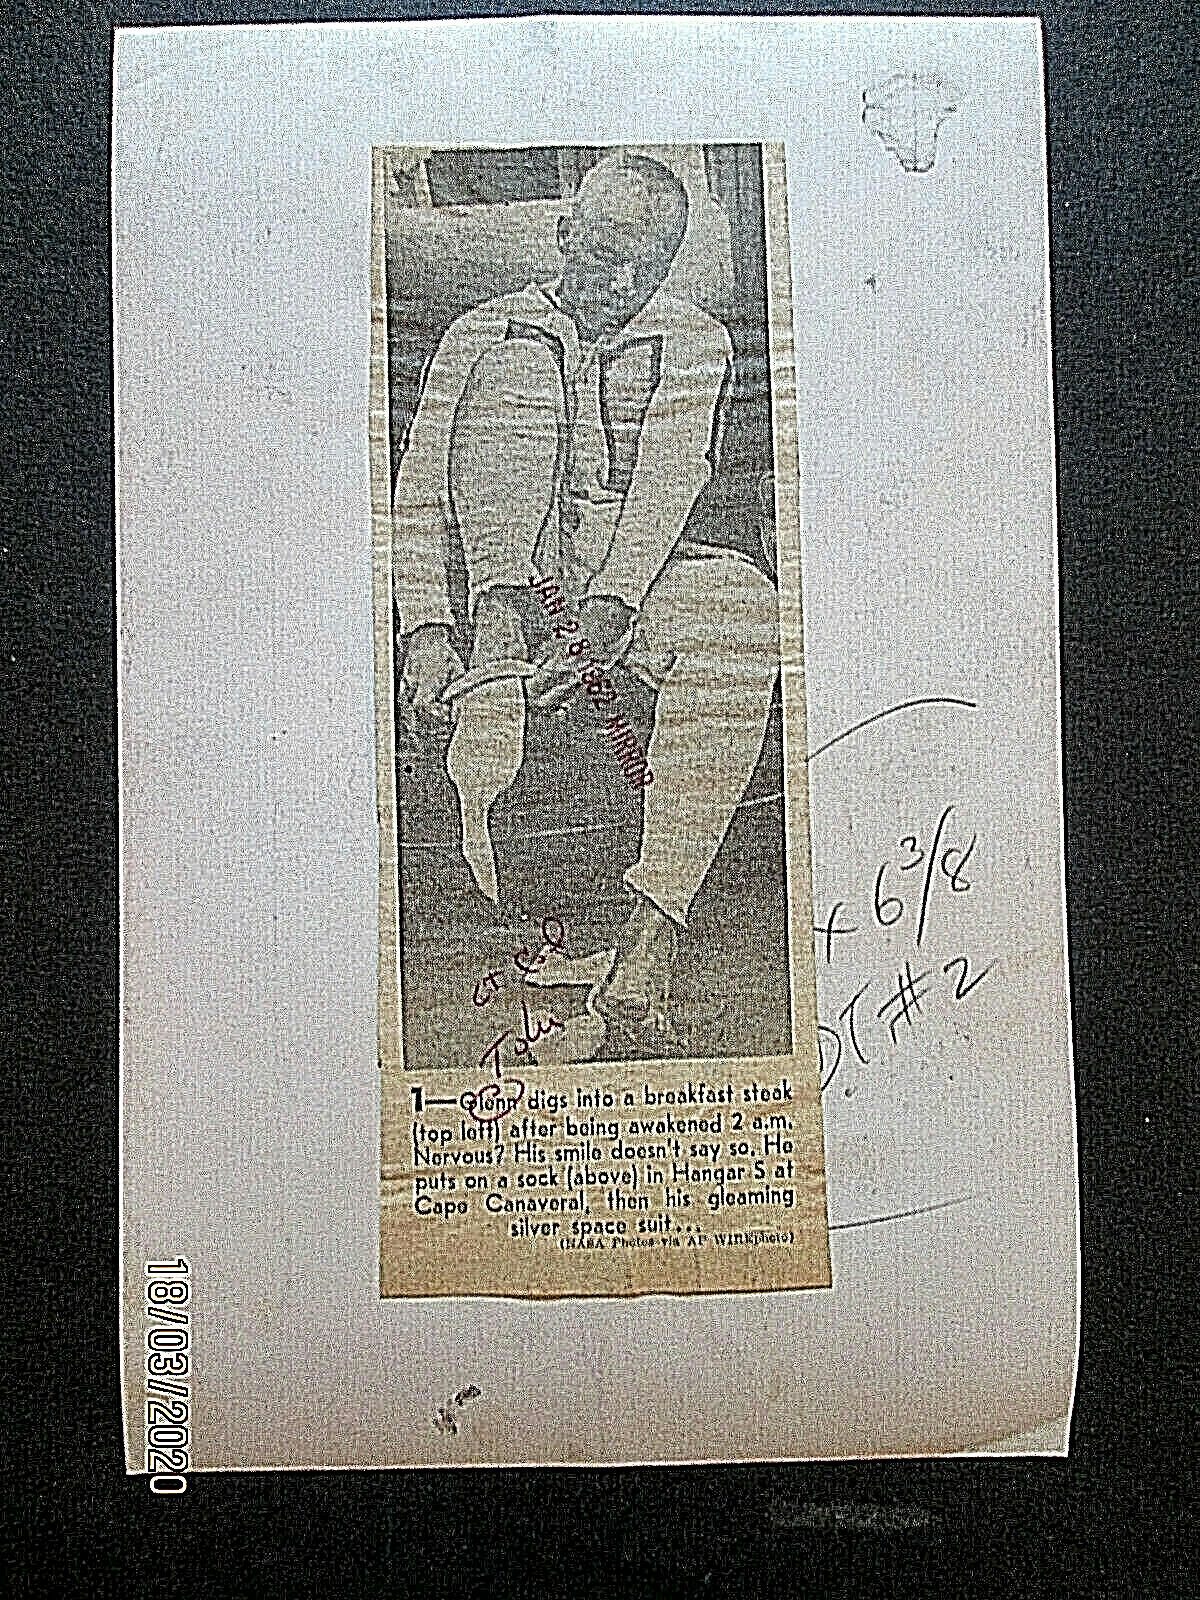 JAN 28 1962 MIRROR
x 6 3/8
#2
John
1—Glenn digs into a breakfast steak
(top left) after being awakened 2 a.m.
Nervous? His smile doesn't say so. He
puts on a sock (above) in Hangar S at
Cape Canaveral, then his gleaming
silver space suit...
(NASA Photos via AP WIREphoto)
18/03/2020